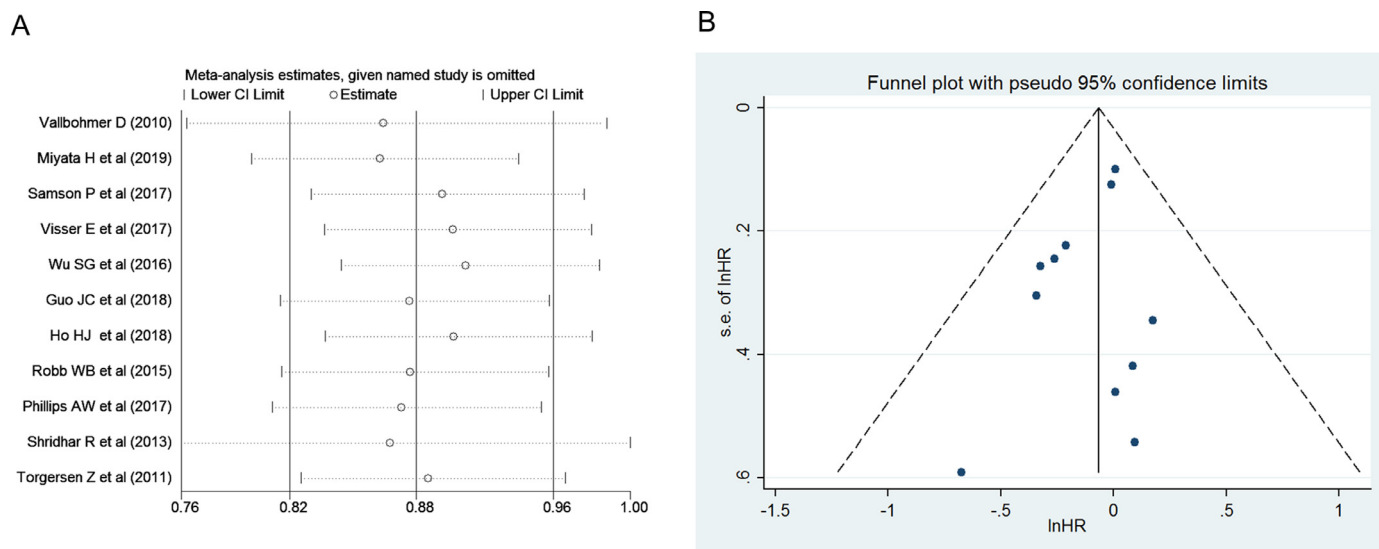 A
Meta-analysis estimates, given named study is omitted
| Lower CI Limit ○ Estimate | Upper CI Limit
Vallbohmer D (2010)
Miyata H et al (2019)
Samson P et al (2017)
Visser E et al (2017)
Wu SG et al (2016)
Guo JC et al (2018)
Ho HJ et al (2018)
Robb WB et al (2015)
Phillips AW et al (2017)
Shridhar R et al (2013)
Torgersen Z et al (2011)
0.76 0.82 0.88 0.96 1.00
B
Funnel plot with pseudo 95% confidence limits
s.e. of lnHR
0
.2
.4
.6
-1.5 -1 -.5 0 .5 1
lnHR